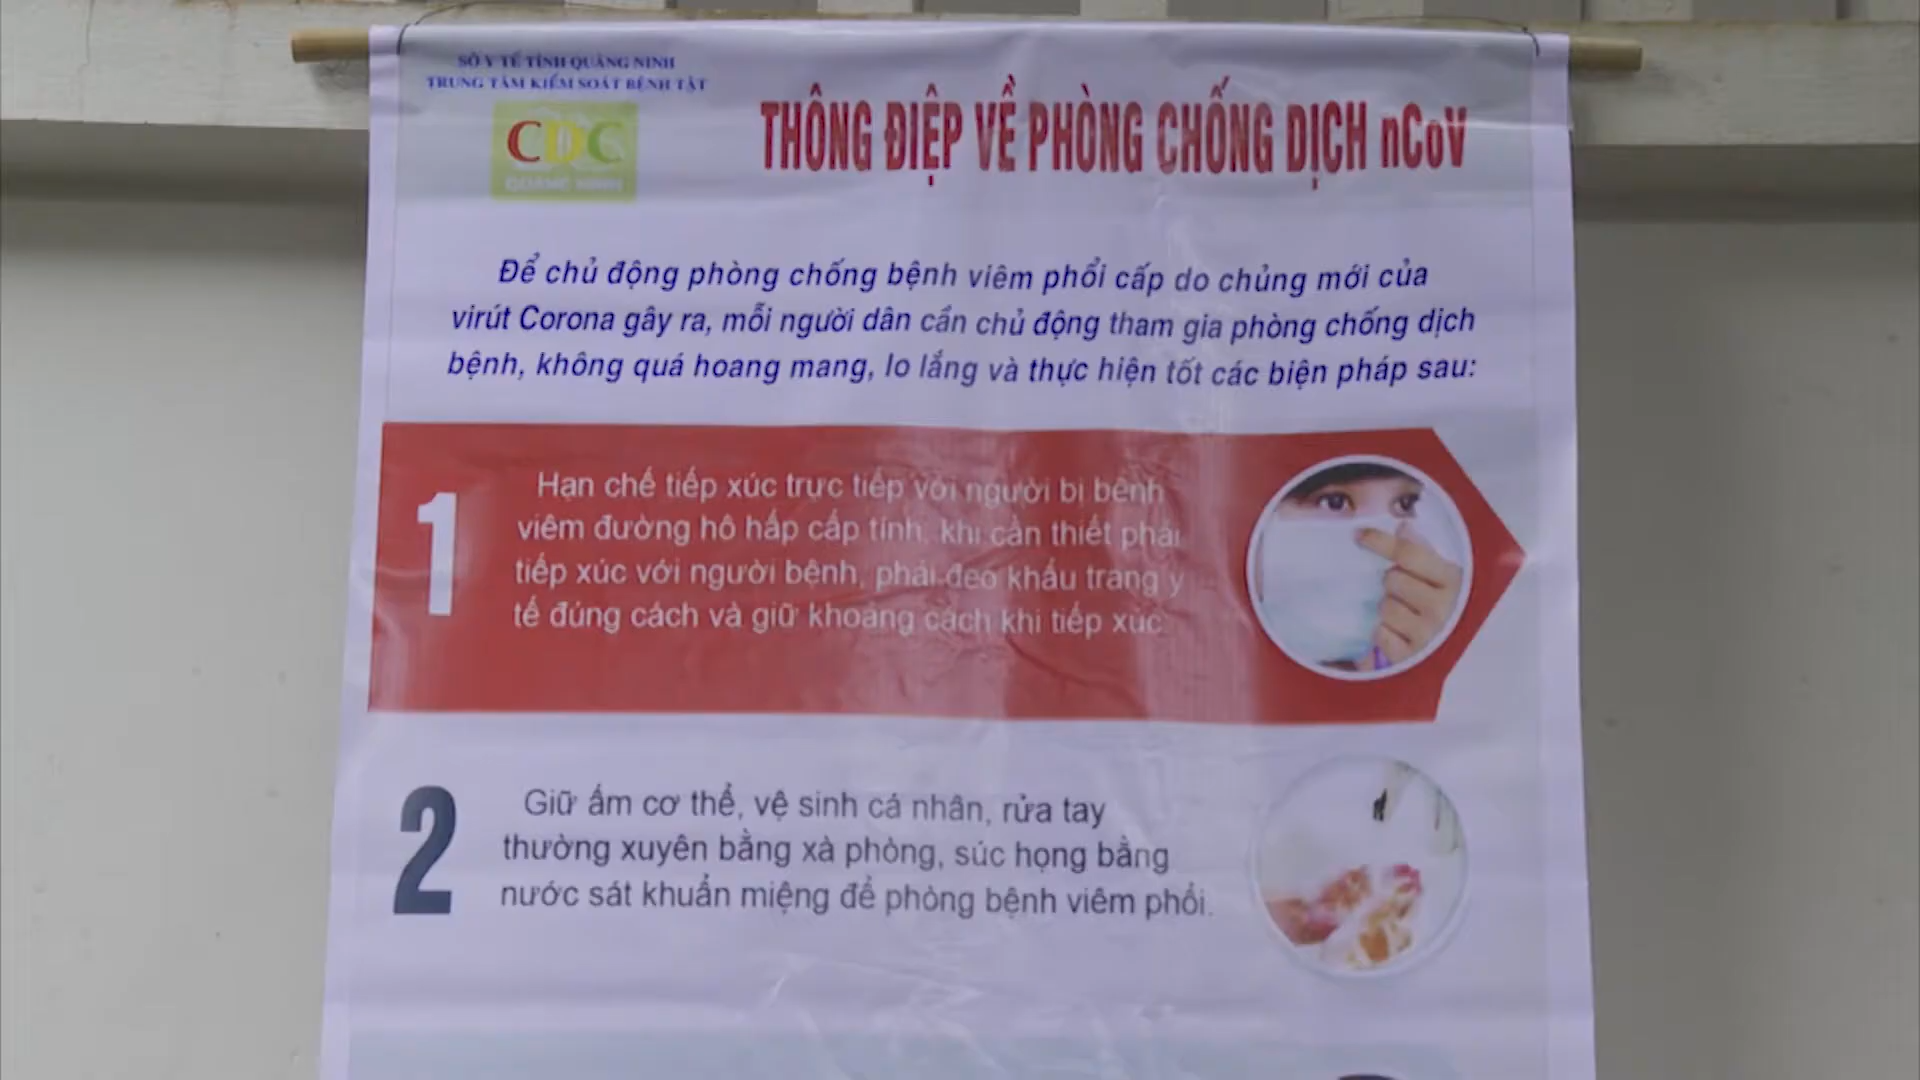 SỞ Y TẾ TỈNH QUẢNG NINH
TRUNG TÂM KIỂM SOÁT BỆNH TẬT
CDC
QUANG NINH
THÔNG ĐIỆP VỀ PHÒNG CHỐNG DỊCH nCoV
Để chủ động phòng chống bệnh viêm phổi cấp do chủng mới của
virút Corona gây ra, mỗi người dân cần chủ động tham gia phòng chống dịch
bệnh, không quá hoang mang, lo lắng và thực hiện tốt các biện pháp sau:
1
Hạn chế tiếp xúc trực tiếp với người bị bệnh
viêm đường hô hấp cấp tính, khi cần thiết phải
tiếp xúc với người bệnh, phải đeo khẩu trang y
tế đúng cách và giữ khoảng cách khi tiếp xúc.
2
Giữ ấm cơ thể, vệ sinh cá nhân, rửa tay
thường xuyên bằng xà phòng, súc họng bằng
nước sát khuẩn miệng để phòng bệnh viêm phổi.